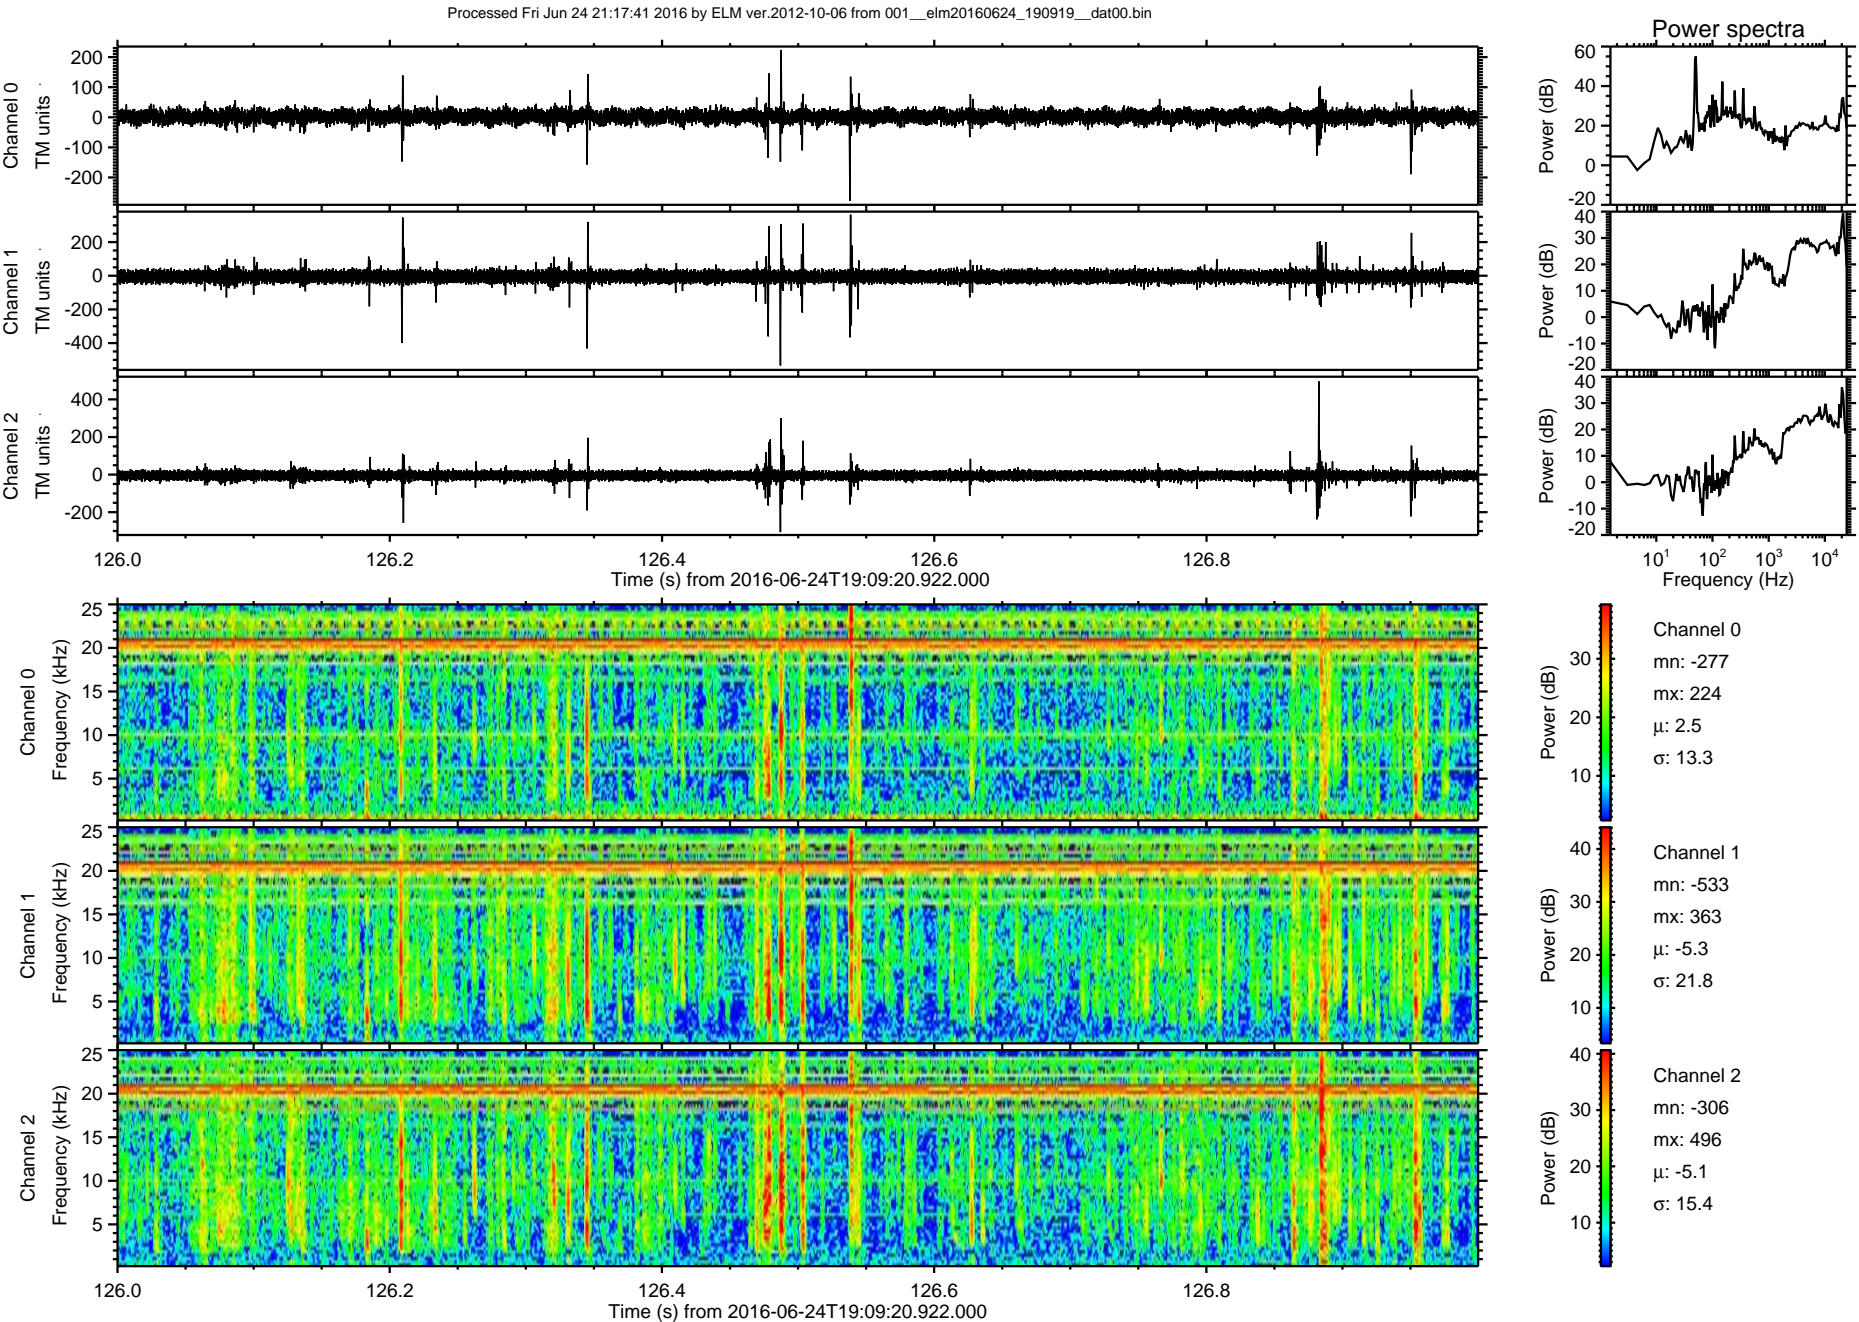 Processed Fri Jun 24 21:17:41 2016 by ELM ver.2012-10-06 from 001__elm20160624_190919__dat00.bin
Power spectra
Channel 0
TM units
200
100
0
-100
-200
Power (dB)
60
40
20
0
-20
Channel 1
TM units
200
0
-200
-400
Power (dB)
40
30
20
10
0
-10
-20
Channel 2
TM units
400
200
0
-200
Power (dB)
40
30
20
10
0
-10
-20
126.0 126.2 126.4 126.6 126.8
Time (s) from 2016-06-24T19:09:20.922.000
10¹ 10² 10³ 10⁴
Frequency (Hz)
Channel 0
Frequency (kHz)
25
20
15
10
5
Power (dB)
30
20
10
Channel 0
mn: -277
mx: 224
μ: 2.5
σ: 13.3
Channel 1
Frequency (kHz)
25
20
15
10
5
Power (dB)
40
30
20
10
Channel 1
mn: -533
mx: 363
μ: -5.3
σ: 21.8
Channel 2
Frequency (kHz)
25
20
15
10
5
Power (dB)
40
30
20
10
Channel 2
mn: -306
mx: 496
μ: -5.1
σ: 15.4
126.0 126.2 126.4 126.6 126.8
Time (s) from 2016-06-24T19:09:20.922.000